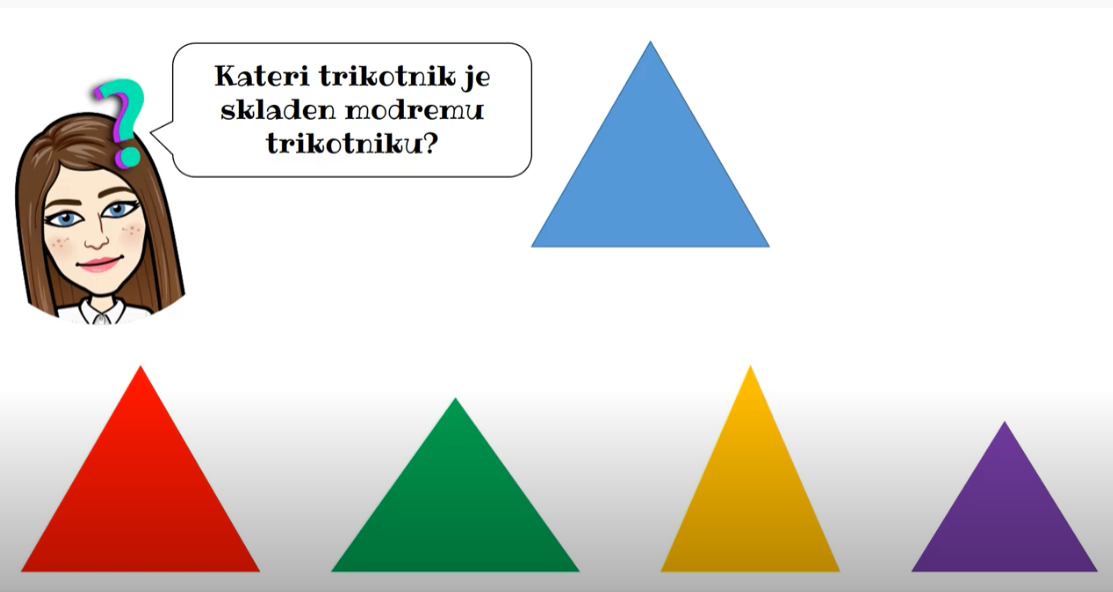 Kateri trikotnik je
skladen modremu
trikotniku?